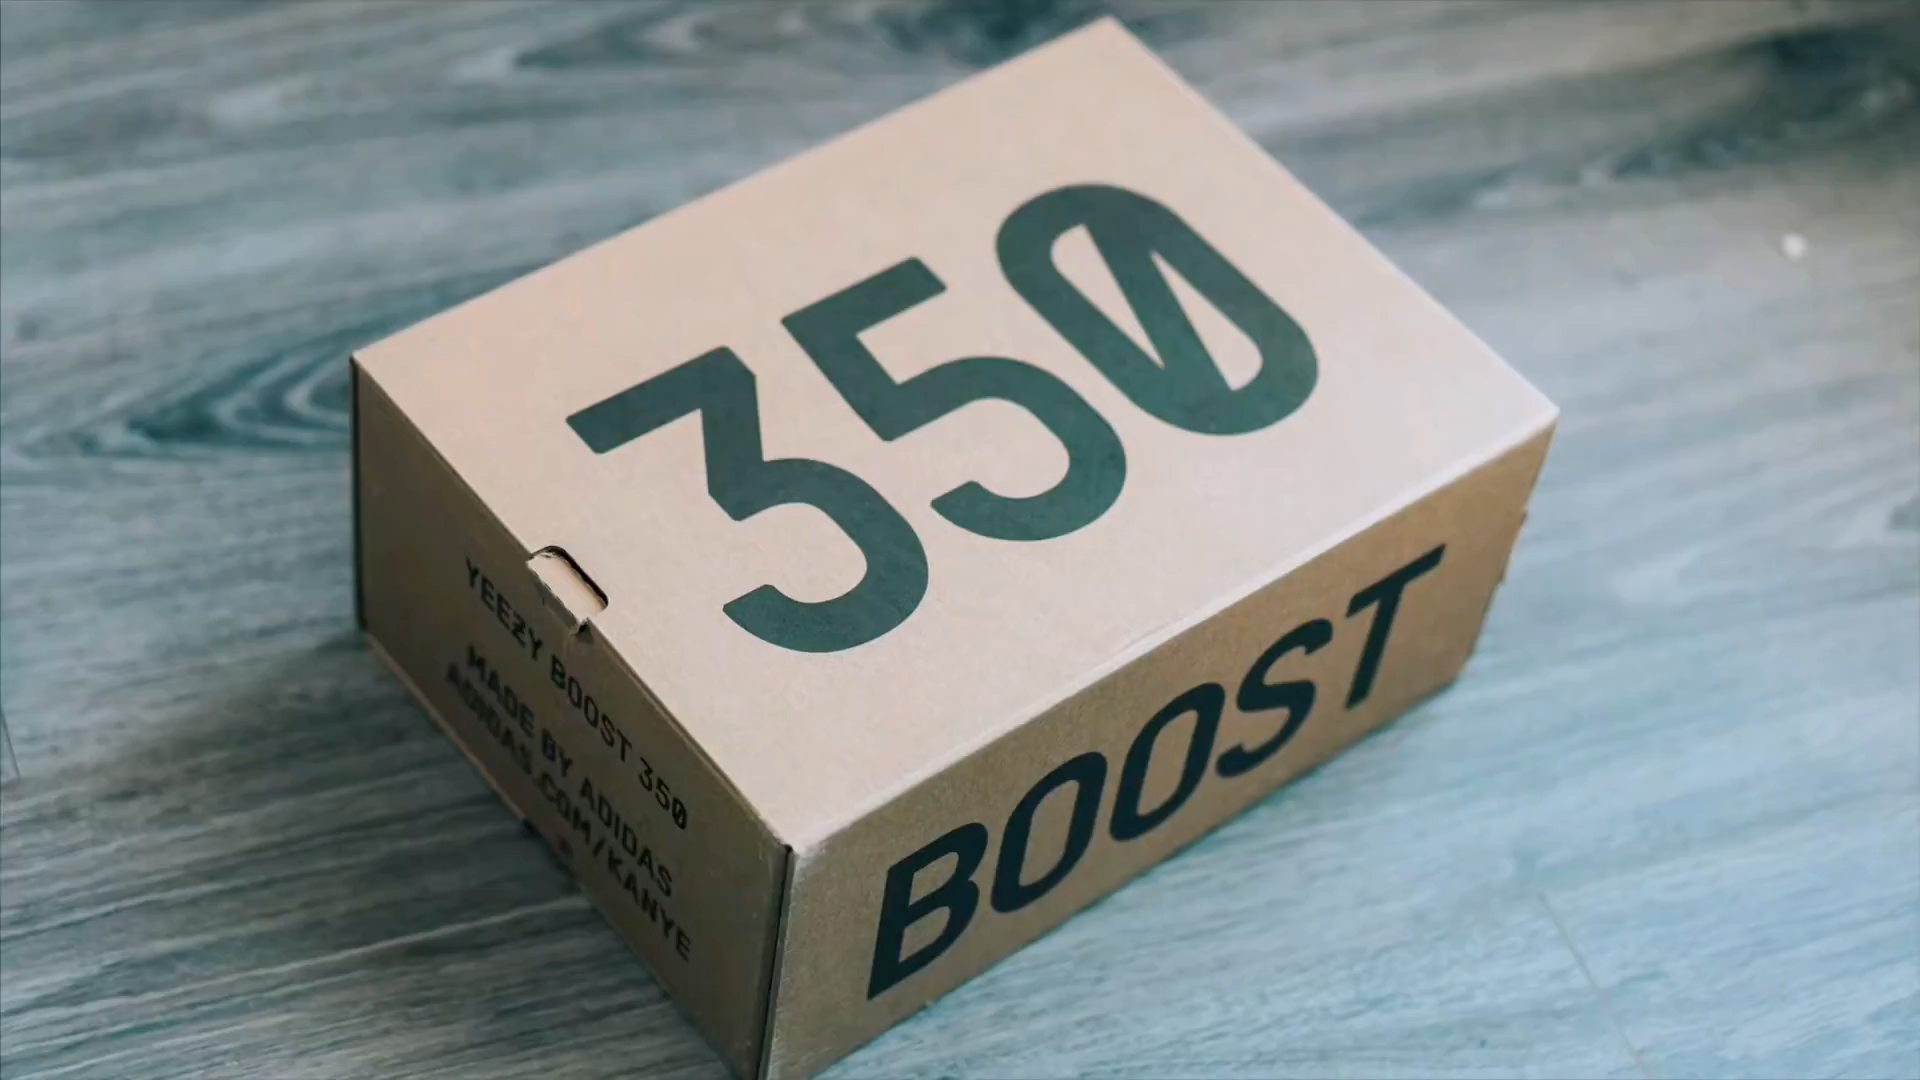 350
BOOST
YEEZY BOOST 350
MADE BY ADIDAS
ADIDAS.COM/KANYE